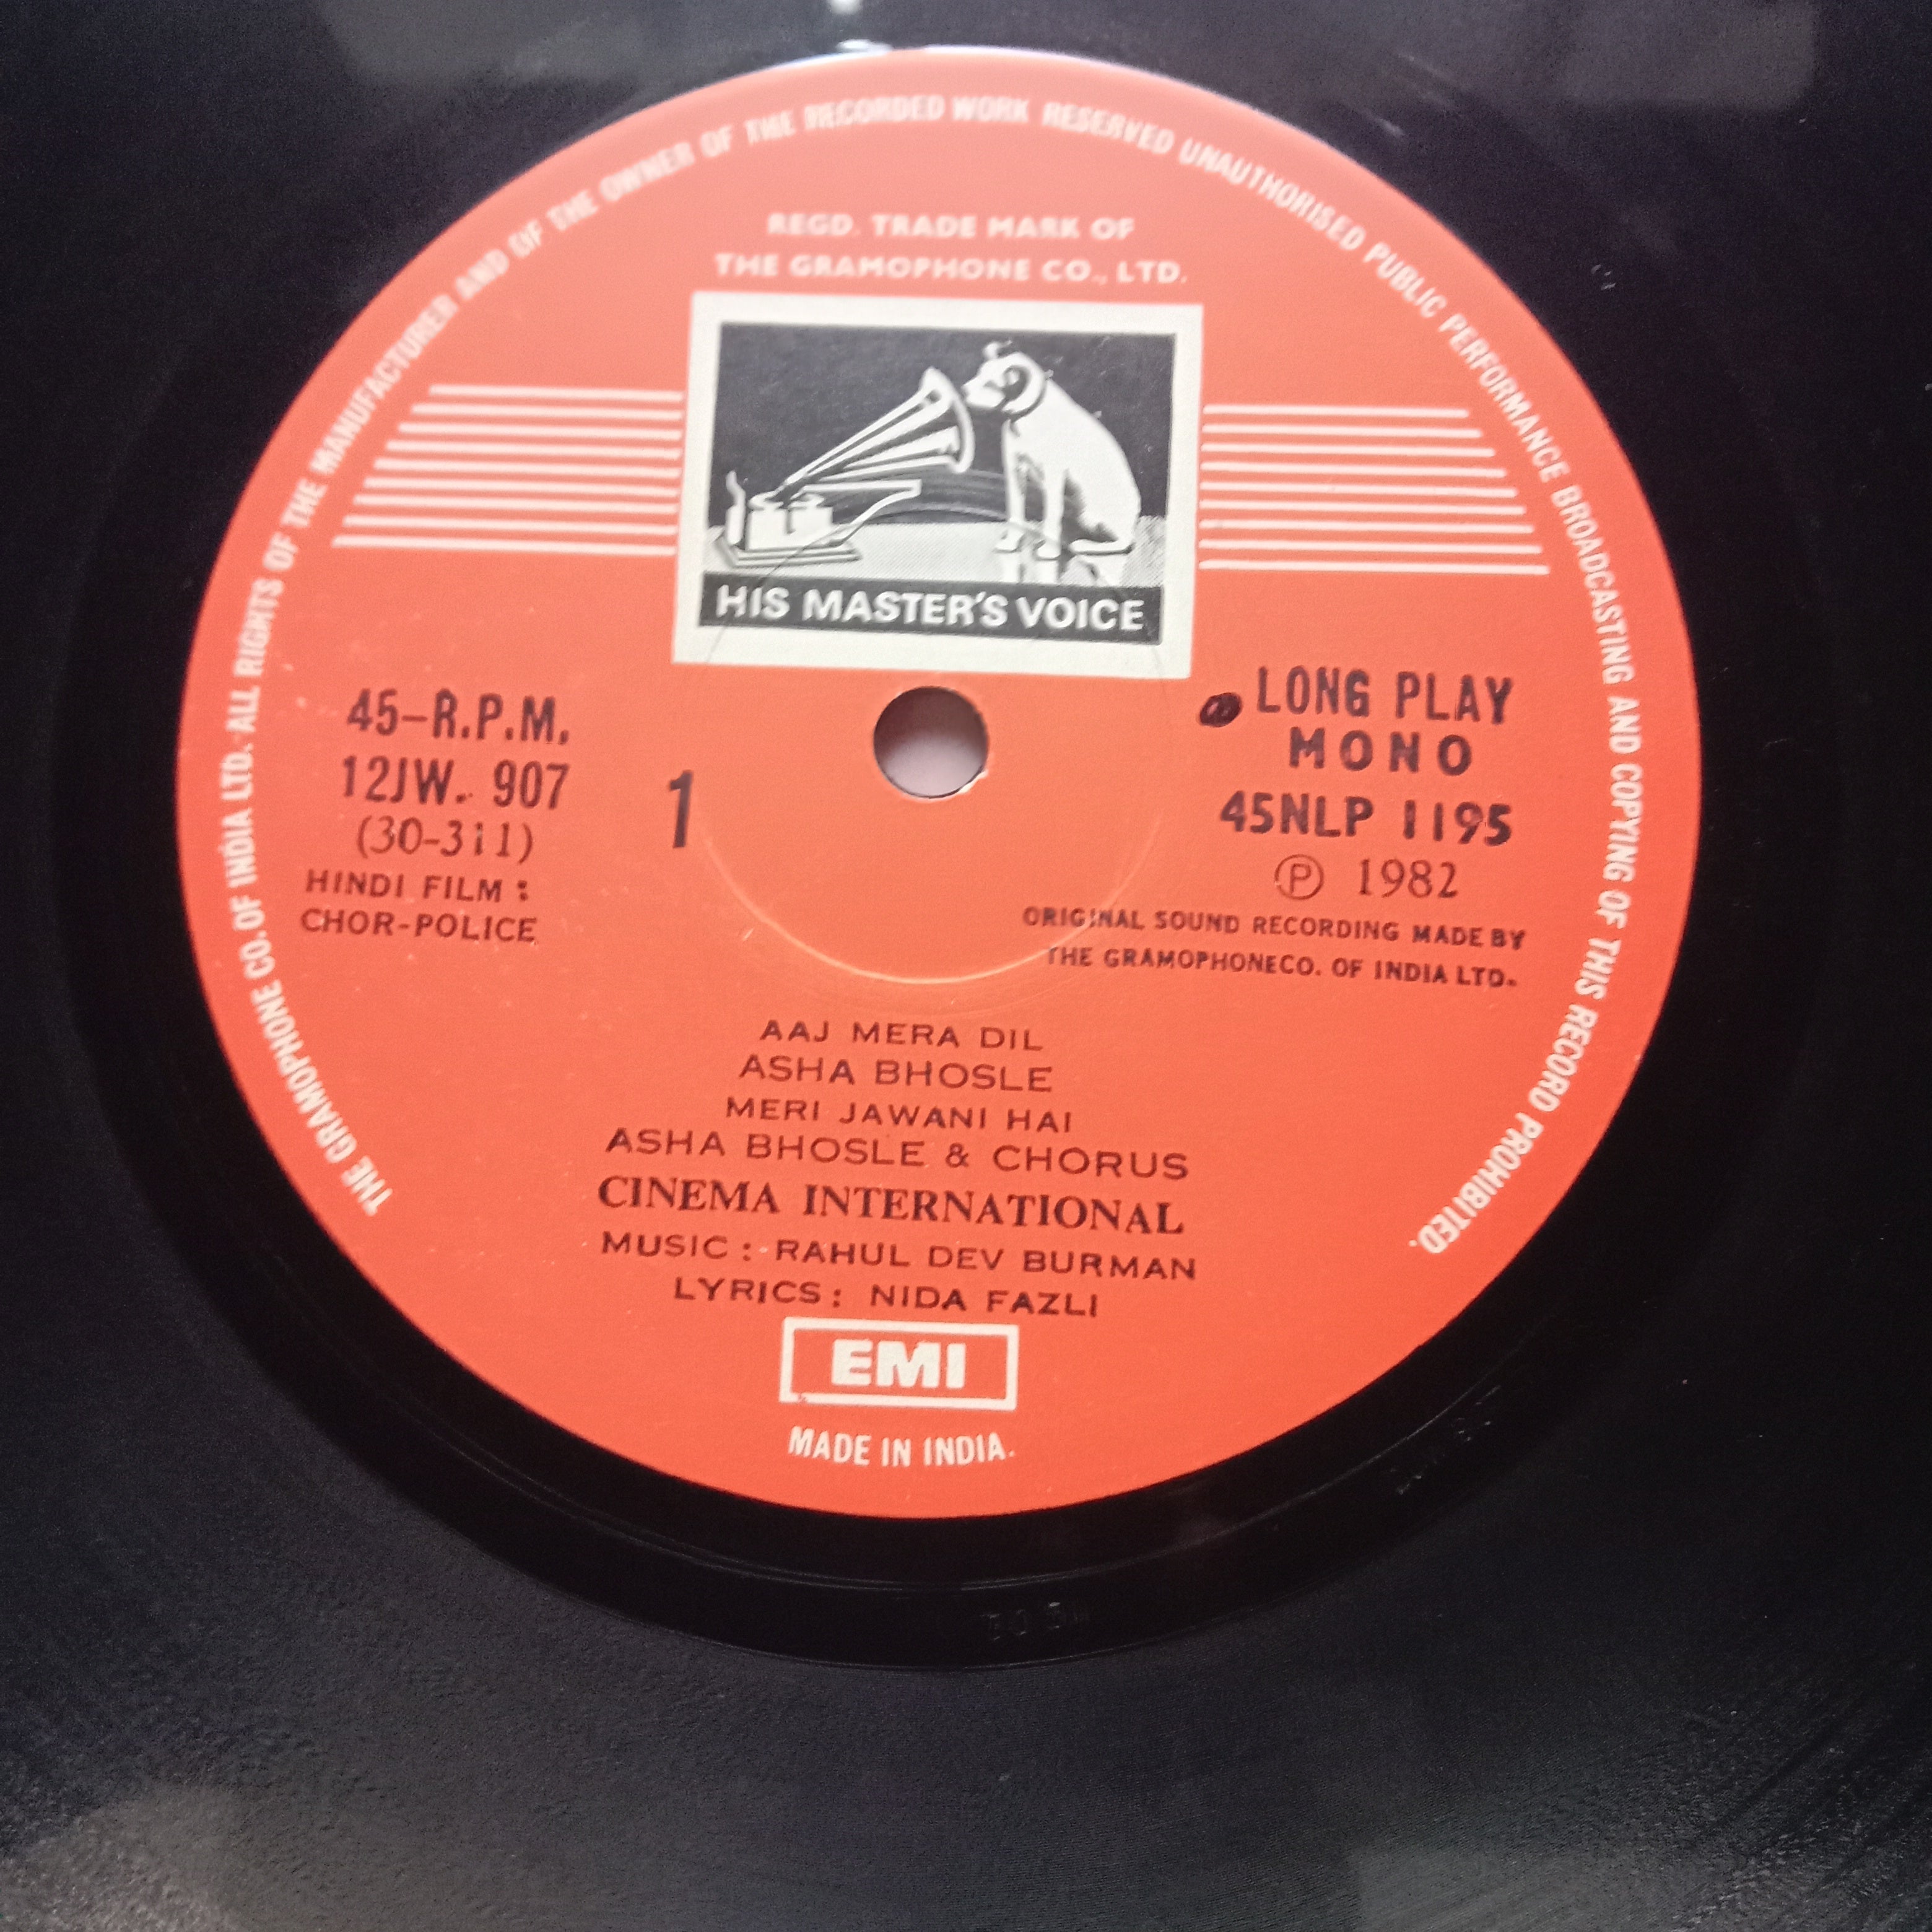 THE GRAMOPHONE CO. OF INDIA LTD. ALL RIGHTS OF THE MANUFACTURER AND OF THE OWNER OF THE RECORDED WORK RESERVED UNAUTHORISED PUBLIC PERFORMANCE BROADCASTING AND COPYING OF THIS RECORD PROHIBITED.
REGD. TRADE MARK OF
THE GRAMOPHONE CO., LTD.
HIS MASTER'S VOICE
45-R.P.M.
12JW. 907
(30-311)
HINDI FILM :
CHOR-POLICE
1
LONG PLAY
MONO
45NLP 1195
Ⓟ 1982
ORIGINAL SOUND RECORDING MADE BY
THE GRAMOPHONECO. OF INDIA LTD.
AAJ MERA DIL
ASHA BHOSLE
MERI JAWANI HAI
ASHA BHOSLE & CHORUS
CINEMA INTERNATIONAL
MUSIC : RAHUL DEV BURMAN
LYRICS : NIDA FAZLI
EMI
MADE IN INDIA.